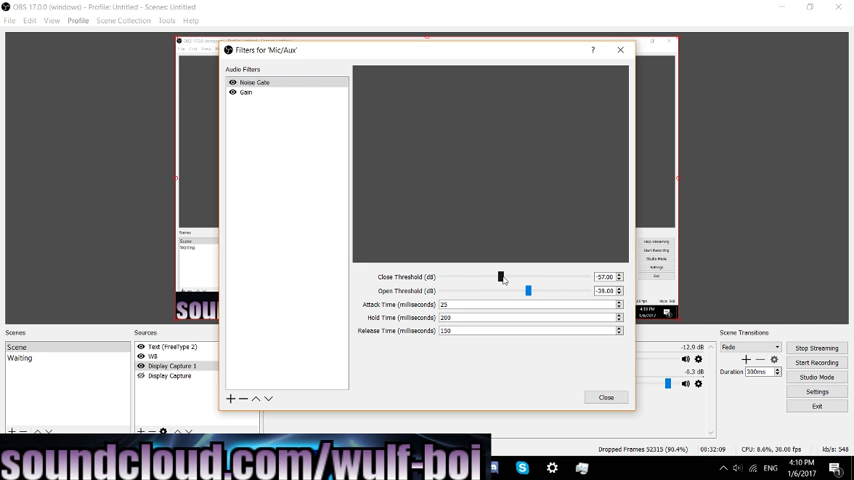 OBS 17.0.0 (windows) - Profile: Untitled - Scenes: Untitled
File Edit View Profile Scene Collection Tools Help
Filters for 'Mic/Aux'
Audio Filters
Noise Gate
Gain
Close Threshold (dB) -57.00
Open Threshold (dB) -39.00
Attack Time (milliseconds) 25
Hold Time (milliseconds) 200
Release Time (milliseconds) 150
Close
Scenes
Scene
Waiting
Sources
Text (FreeType 2)
WB
Display Capture 1
Display Capture
-12.9 dB
-8.3 dB
Scene Transitions
Fade
Duration 300ms
Stop Streaming
Start Recording
Studio Mode
Settings
Exit
Dropped Frames 52315 (90.4%) 00:32:09 CPU: 8.6%, 30.00 fps kb/s: 548
soundcloud.com/wulf-boi
ENG
4:10 PM
1/6/2017